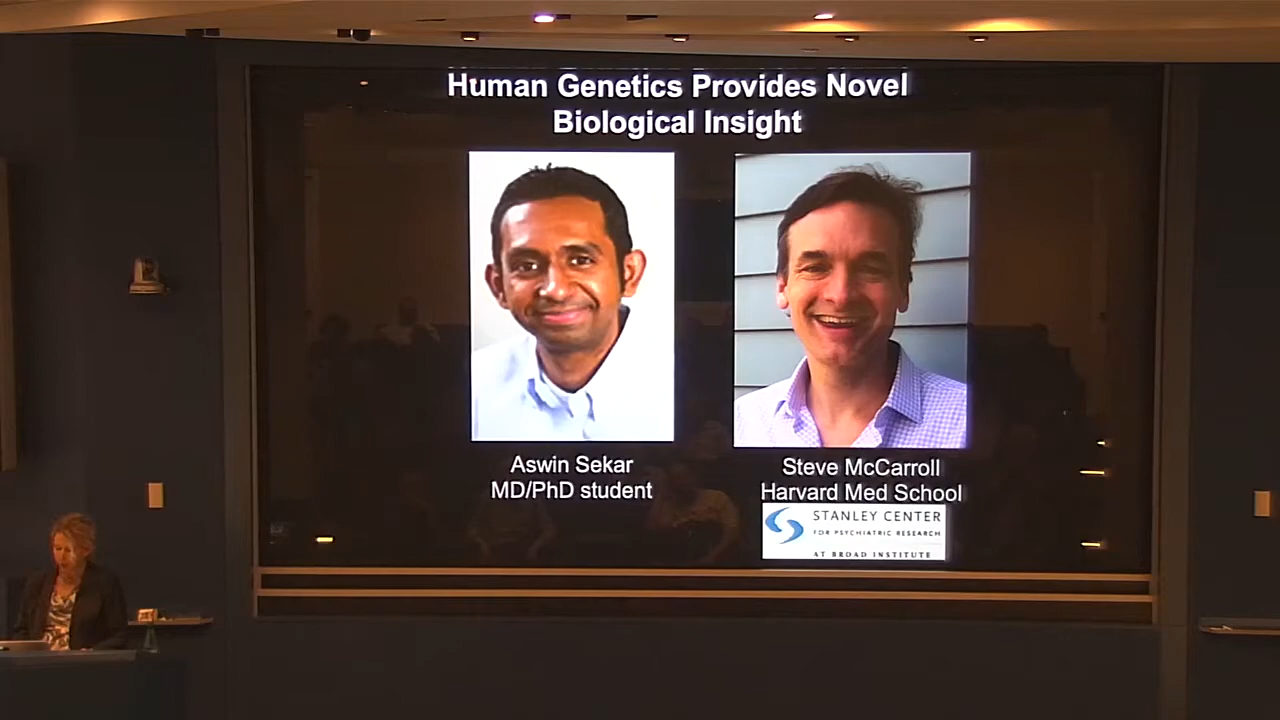 Human Genetics Provides Novel
Biological Insight
Aswin Sekar
MD/PhD student
Steve McCarroll
Harvard Med School
STANLEY CENTER
FOR PSYCHIATRIC RESEARCH
AT BROAD INSTITUTE